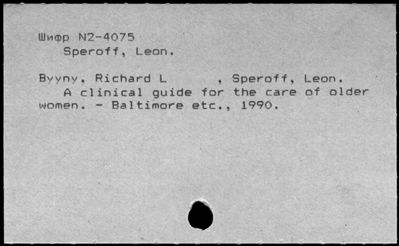 Шифр N2-4075
Speroff, Leon.
Byyny, Richard L , Speroff, Leon.
A clinical guide for the care of older
women. - Baltimore etc., 1990.